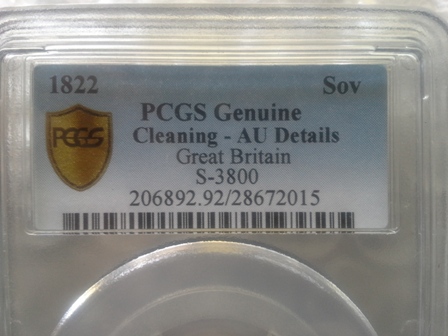 1822 Sov
PCGS Genuine
PCGS
Cleaning - AU Details
Great Britain
S-3800
206892.92/28672015